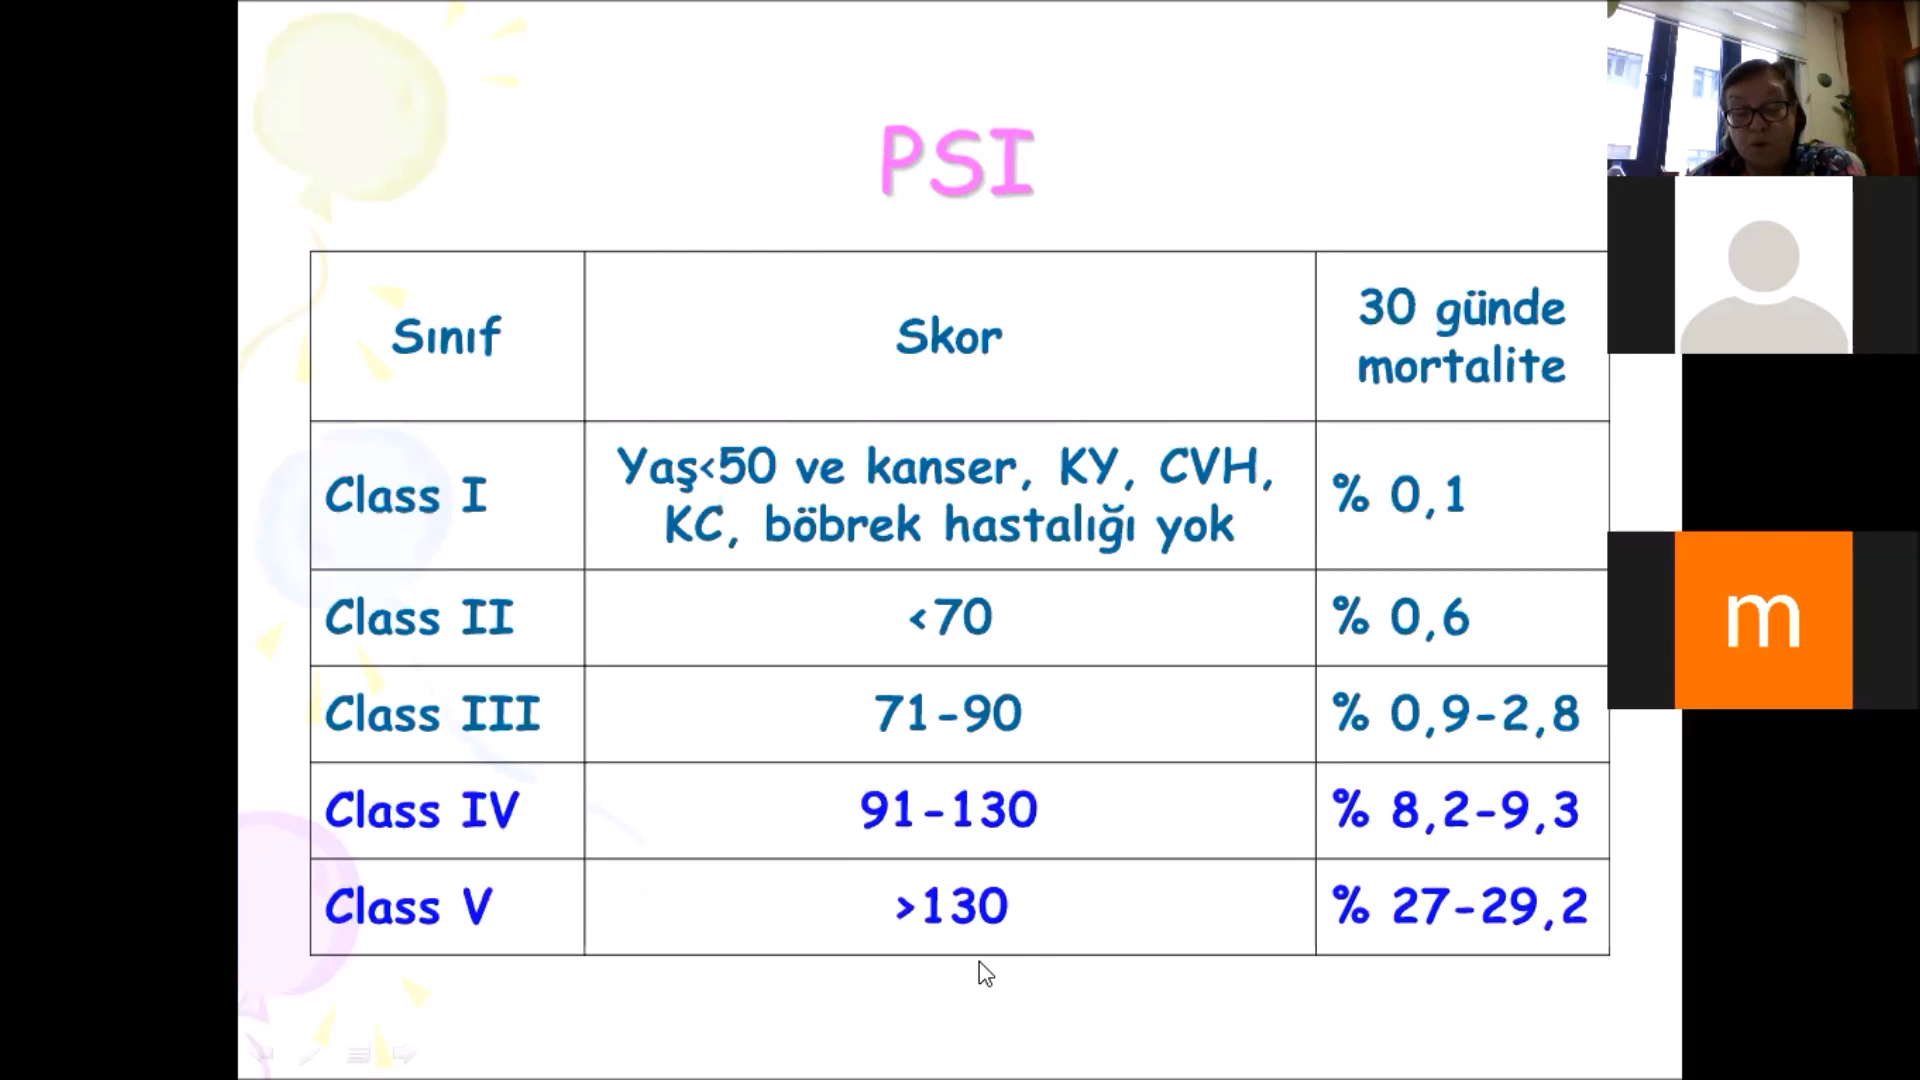 PSI
Sınıf
Skor
30 günde
mortalite
Class I
Yaş<50 ve kanser, KY, CVH,
KC, böbrek hastalığı yok
% 0,1
Class II
<70
% 0,6
Class III
71-90
% 0,9-2,8
Class IV
91-130
% 8,2-9,3
Class V
>130
% 27-29,2
m